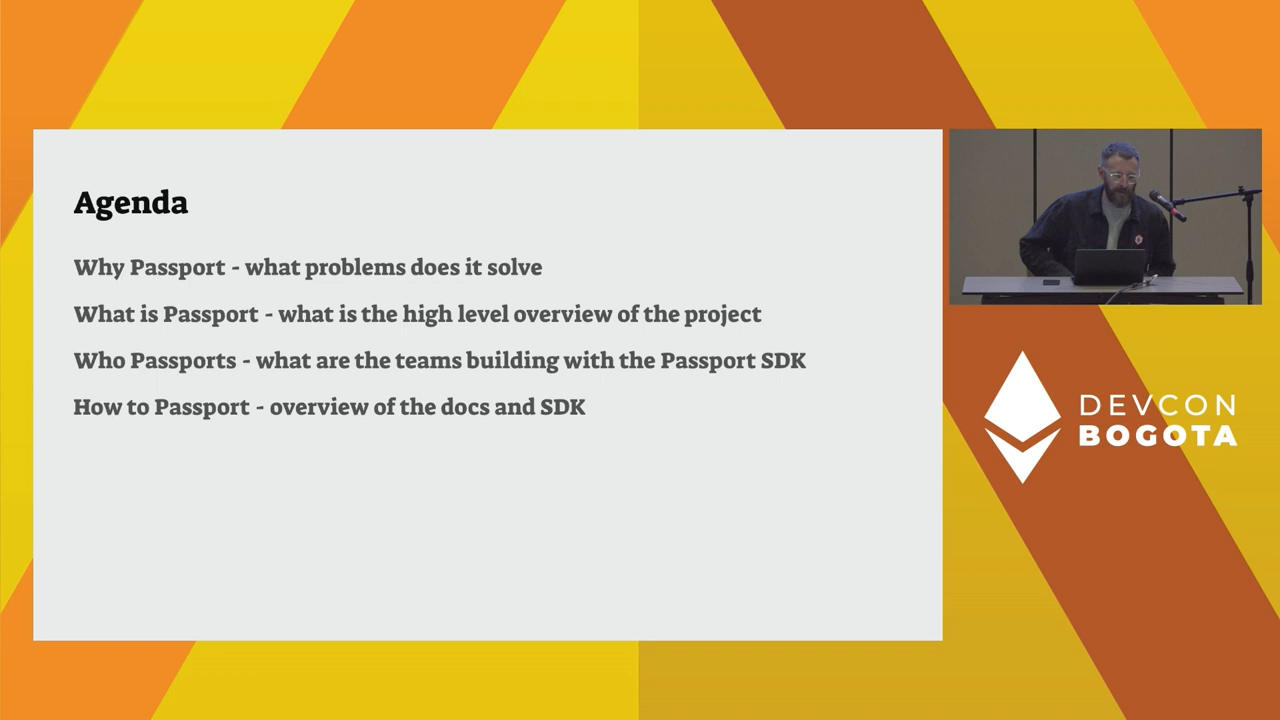 Agenda
Why Passport - what problems does it solve
What is Passport - what is the high level overview of the project
Who Passports - what are the teams building with the Passport SDK
How to Passport - overview of the docs and SDK
DEVCON
BOGOTA